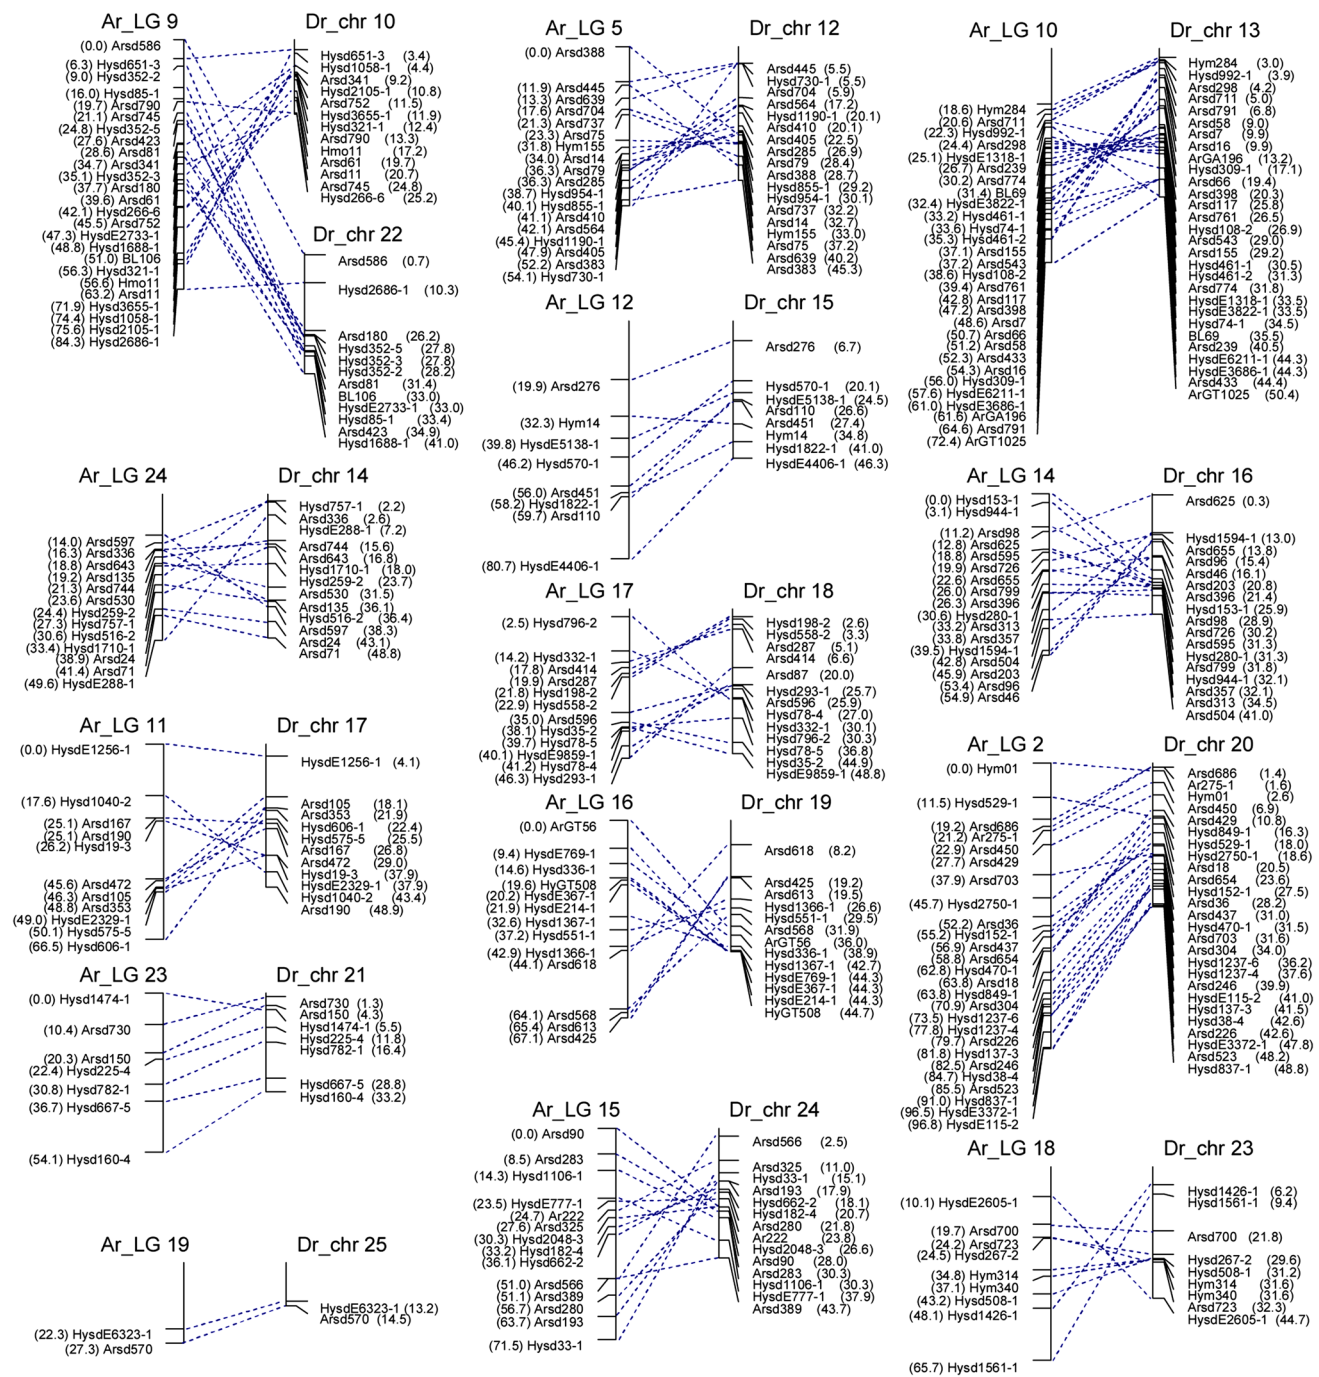 Ar_LG 9
Dr_chr 10
(0.0) Arsd586
(6.3) Hysd651-3
(9.0) Hysd352-2
(16.0) Hysd85-1
(19.7) Arsd790
(21.1) Arsd745
(24.8) Hysd352-5
(27.6) Arsd423
(28.6) Arsd81
(34.7) Arsd341
(35.1) Hysd352-3
(37.7) Arsd180
(39.6) Arsd61
(42.1) Hysd266-6
(45.5) Arsd752
(47.3) HysdE2733-1
(48.8) Hysd1688-1
(51.0) BL106
(56.3) Hysd321-1
(56.6) Hmo11
(63.2) Arsd11
(71.9) Hysd3655-1
(74.4) Hysd1058-1
(75.6) Hysd2105-1
(84.3) Hysd2686-1
Hysd651-3 (3.4)
Hysd1058-1 (4.4)
Arsd341 (9.2)
Hysd2105-1 (10.8)
Arsd752 (11.5)
Hysd3655-1 (11.9)
Hysd321-1 (12.4)
Arsd790 (13.3)
Hmo11 (17.2)
Arsd61 (19.7)
Arsd11 (20.7)
Arsd745 (24.8)
Hysd266-6 (25.2)
Dr_chr 22
Arsd586 (0.7)
Hysd2686-1 (10.3)
Arsd180 (26.2)
Hysd352-5 (27.8)
Hysd352-3 (27.8)
Hysd352-2 (28.2)
Arsd81 (31.4)
BL106 (33.0)
HysdE2733-1 (33.0)
Hysd85-1 (33.4)
Arsd423 (34.9)
Hysd1688-1 (41.0)
Ar_LG 5
Dr_chr 12
(0.0) Arsd388
(11.9) Arsd445
(13.3) Arsd639
(17.6) Arsd704
(21.3) Arsd737
(23.3) Arsd75
(31.8) Hym155
(34.0) Arsd14
(36.3) Arsd79
(36.3) Arsd285
(38.7) Hysd954-1
(40.1) Hysd855-1
(41.1) Arsd410
(42.1) Arsd564
(45.4) Hysd1190-1
(47.9) Arsd405
(52.2) Arsd383
(54.1) Hysd730-1
Arsd445 (5.5)
Hysd730-1 (5.5)
Arsd704 (5.9)
Arsd564 (17.2)
Hysd1190-1 (20.1)
Arsd410 (20.1)
Arsd405 (22.5)
Arsd285 (26.9)
Arsd79 (28.4)
Arsd388 (28.7)
Hysd855-1 (29.2)
Hysd954-1 (30.1)
Arsd737 (32.2)
Arsd14 (32.7)
Hym155 (33.0)
Arsd75 (37.2)
Arsd639 (40.2)
Arsd383 (45.3)
Ar_LG 10
Dr_chr 13
(18.6) Hym284
(20.6) Arsd711
(22.3) Hysd992-1
(24.4) Arsd298
(25.1) HysdE1318-1
(26.7) Arsd239
(30.2) Arsd774
(31.4) BL69
(32.4) HysdE3822-1
(33.2) Hysd461-1
(33.6) Hysd74-1
(35.3) Hysd461-2
(37.1) Arsd155
(37.2) Arsd543
(38.6) Hysd108-2
(39.4) Arsd761
(42.8) Arsd117
(47.2) Arsd398
(48.6) Arsd7
(50.7) Arsd66
(51.2) Arsd58
(52.3) Arsd433
(54.3) Arsd16
(56.0) Hysd309-1
(57.6) HysdE6211-1
(61.0) HysdE3686-1
(61.6) ArGA196
(64.6) Arsd791
(72.4) ArGT1025
Hym284 (3.0)
Hysd992-1 (3.9)
Arsd298 (4.2)
Arsd711 (5.0)
Arsd791 (6.8)
Arsd58 (9.0)
Arsd7 (9.9)
Arsd16 (9.9)
ArGA196 (13.2)
Hysd309-1 (17.1)
Arsd66 (19.4)
Arsd398 (20.3)
Arsd117 (25.8)
Arsd761 (26.5)
Hysd108-2 (26.9)
Arsd543 (29.0)
Arsd155 (29.2)
Hysd461-1 (30.5)
Hysd461-2 (31.3)
Arsd774 (31.8)
HysdE1318-1 (33.5)
HysdE3822-1 (33.5)
Hysd74-1 (34.5)
BL69 (35.5)
Arsd239 (40.5)
HysdE6211-1 (44.3)
HysdE3686-1 (44.3)
Arsd433 (44.4)
ArGT1025 (50.4)
Ar_LG 12
Dr_chr 15
(19.9) Arsd276
(32.3) Hym14
(39.8) HysdE5138-1
(46.2) Hysd570-1
(56.0) Arsd451
(58.2) Hysd1822-1
(59.7) Arsd110
(80.7) HysdE4406-1
Arsd276 (6.7)
Hysd570-1 (20.1)
HysdE5138-1 (24.5)
Arsd110 (26.6)
Arsd451 (27.4)
Hym14 (34.8)
Hysd1822-1 (41.0)
HysdE4406-1 (46.3)
Ar_LG 24
Dr_chr 14
(14.0) Arsd597
(16.3) Arsd336
(18.8) Arsd643
(19.2) Arsd135
(21.3) Arsd744
(23.6) Arsd530
(24.4) Hysd259-2
(27.3) Hysd757-1
(30.6) Hysd516-2
(33.4) Hysd1710-1
(38.9) Arsd24
(41.4) Arsd71
(49.6) HysdE288-1
Hysd757-1 (2.2)
Arsd336 (2.6)
HysdE288-1 (7.2)
Arsd744 (15.6)
Arsd643 (16.8)
Hysd1710-1 (18.0)
Hysd259-2 (23.7)
Arsd530 (31.5)
Arsd135 (36.1)
Hysd516-2 (36.4)
Arsd597 (38.3)
Arsd24 (43.1)
Arsd71 (48.8)
Ar_LG 14
Dr_chr 16
(0.0) Hysd153-1
(3.1) Hysd944-1
(11.2) Arsd98
(12.8) Arsd625
(18.8) Arsd595
(19.9) Arsd726
(22.6) Arsd655
(26.0) Arsd799
(26.3) Arsd396
(30.6) Hysd280-1
(33.2) Arsd313
(33.8) Arsd357
(39.5) Hysd1594-1
(42.8) Arsd504
(45.9) Arsd203
(53.4) Arsd96
(54.9) Arsd46
Arsd625 (0.3)
Hysd1594-1 (13.0)
Arsd655 (13.8)
Arsd96 (15.4)
Arsd46 (16.1)
Arsd203 (20.8)
Arsd396 (21.4)
Hysd153-1 (25.9)
Arsd98 (28.9)
Arsd726 (30.2)
Arsd595 (31.3)
Hysd280-1 (31.3)
Arsd799 (31.8)
Hysd944-1 (32.1)
Arsd357 (32.1)
Arsd313 (34.5)
Arsd504 (41.0)
Ar_LG 17
Dr_chr 18
(2.5) Hysd796-2
(14.2) Hysd332-1
(17.8) Arsd414
(19.9) Arsd287
(21.8) Hysd198-2
(22.9) Hysd558-2
(35.0) Arsd596
(38.1) Hysd35-2
(39.7) Hysd78-5
(40.1) HysdE9859-1
(41.2) Hysd78-4
(46.3) Hysd293-1
Hysd198-2 (2.6)
Hysd558-2 (3.3)
Arsd287 (5.1)
Arsd414 (6.6)
Arsd87 (20.0)
Hysd293-1 (25.7)
Arsd596 (25.9)
Hysd78-4 (27.0)
Hysd332-1 (30.1)
Hysd796-2 (30.3)
Hysd78-5 (36.8)
Hysd35-2 (44.9)
HysdE9859-1 (48.8)
Ar_LG 11
Dr_chr 17
(0.0) HysdE1256-1
(17.6) Hysd1040-2
(25.1) Arsd167
(25.1) Arsd190
(26.2) Hysd19-3
(45.6) Arsd472
(46.3) Arsd105
(48.8) Arsd353
(49.0) HysdE2329-1
(50.1) Hysd575-5
(66.5) Hysd606-1
HysdE1256-1 (4.1)
Arsd105 (18.1)
Arsd353 (21.9)
Hysd606-1 (22.4)
Hysd575-5 (25.5)
Arsd167 (26.8)
Arsd472 (29.0)
Hysd19-3 (37.9)
HysdE2329-1 (37.9)
Hysd1040-2 (43.4)
Arsd190 (48.9)
Ar_LG 2
Dr_chr 20
(0.0) Hym01
(11.5) Hysd529-1
(19.2) Arsd686
(21.2) Ar275-1
(22.9) Arsd450
(27.7) Arsd429
(37.9) Arsd703
(45.7) Hysd2750-1
(52.2) Arsd36
(55.2) Hysd152-1
(56.9) Arsd437
(58.8) Arsd654
(62.8) Hysd470-1
(63.8) Arsd18
(63.8) Hysd849-1
(70.9) Arsd304
(73.5) Hysd1237-6
(77.8) Hysd1237-4
(79.7) Arsd226
(81.8) Hysd137-3
(82.5) Arsd246
(84.7) Hysd38-4
(85.5) Arsd523
(91.0) Hysd837-1
(96.5) HysdE3372-1
(96.8) HysdE115-2
Arsd686 (1.4)
Ar275-1 (1.6)
Hym01 (2.6)
Arsd450 (6.9)
Arsd429 (10.8)
Hysd849-1 (16.3)
Hysd529-1 (18.0)
Hysd2750-1 (18.6)
Arsd18 (20.5)
Arsd654 (23.6)
Hysd152-1 (27.5)
Arsd36 (28.2)
Arsd437 (31.0)
Hysd470-1 (31.5)
Arsd703 (31.6)
Arsd304 (34.0)
Hysd1237-6 (36.2)
Hysd1237-4 (37.6)
Arsd246 (39.9)
HysdE115-2 (41.0)
Hysd137-3 (41.5)
Hysd38-4 (42.6)
Arsd226 (42.6)
HysdE3372-1 (47.8)
Arsd523 (48.2)
Hysd837-1 (48.8)
Ar_LG 16
Dr_chr 19
(0.0) ArGT56
(9.4) HysdE769-1
(14.6) Hysd336-1
(19.6) HyGT508
(20.2) HysdE367-1
(21.9) HysdE214-1
(32.6) Hysd1367-1
(37.2) Hysd551-1
(42.9) Hysd1366-1
(44.1) Arsd618
(64.1) Arsd568
(65.4) Arsd613
(67.1) Arsd425
Arsd618 (8.2)
Arsd425 (19.2)
Arsd613 (19.5)
Hysd1366-1 (26.6)
Hysd551-1 (29.5)
Arsd568 (31.9)
ArGT56 (36.0)
Hysd336-1 (38.9)
Hysd1367-1 (42.7)
HysdE769-1 (44.3)
HysdE367-1 (44.3)
HysdE214-1 (44.3)
HyGT508 (44.7)
Ar_LG 23
Dr_chr 21
(0.0) Hysd1474-1
(10.4) Arsd730
(20.3) Arsd150
(22.4) Hysd225-4
(30.8) Hysd782-1
(36.7) Hysd667-5
(54.1) Hysd160-4
Arsd730 (1.3)
Arsd150 (4.3)
Hysd1474-1 (5.5)
Hysd225-4 (11.8)
Hysd782-1 (16.4)
Hysd667-5 (28.8)
Hysd160-4 (33.2)
Ar_LG 15
Dr_chr 24
(0.0) Arsd90
(8.5) Arsd283
(14.3) Hysd1106-1
(23.5) HysdE777-1
(24.7) Ar222
(27.6) Arsd325
(30.3) Hysd2048-3
(33.2) Hysd182-4
(36.1) Hysd662-2
(51.0) Arsd566
(51.1) Arsd389
(56.7) Arsd280
(63.7) Arsd193
(71.5) Hysd33-1
Arsd566 (2.5)
Arsd325 (11.0)
Hysd33-1 (15.1)
Arsd193 (17.9)
Hysd662-2 (18.1)
Hysd182-4 (20.7)
Arsd280 (21.8)
Ar222 (23.8)
Hysd2048-3 (26.6)
Arsd90 (28.0)
Arsd283 (30.3)
Hysd1106-1 (30.3)
HysdE777-1 (37.9)
Arsd389 (43.7)
Ar_LG 18
Dr_chr 23
(10.1) HysdE2605-1
(19.7) Arsd700
(24.2) Arsd723
(24.5) Hysd267-2
(34.8) Hym314
(37.1) Hym340
(43.2) Hysd508-1
(48.1) Hysd1426-1
(65.7) Hysd1561-1
Hysd1426-1 (6.2)
Hysd1561-1 (9.4)
Arsd700 (21.8)
Hysd267-2 (29.6)
Hysd508-1 (31.2)
Hym314 (31.6)
Hym340 (31.6)
Arsd723 (32.3)
HysdE2605-1 (44.7)
Ar_LG 19
Dr_chr 25
(22.3) HysdE6323-1
(27.3) Arsd570
HysdE6323-1 (13.2)
Arsd570 (14.5)